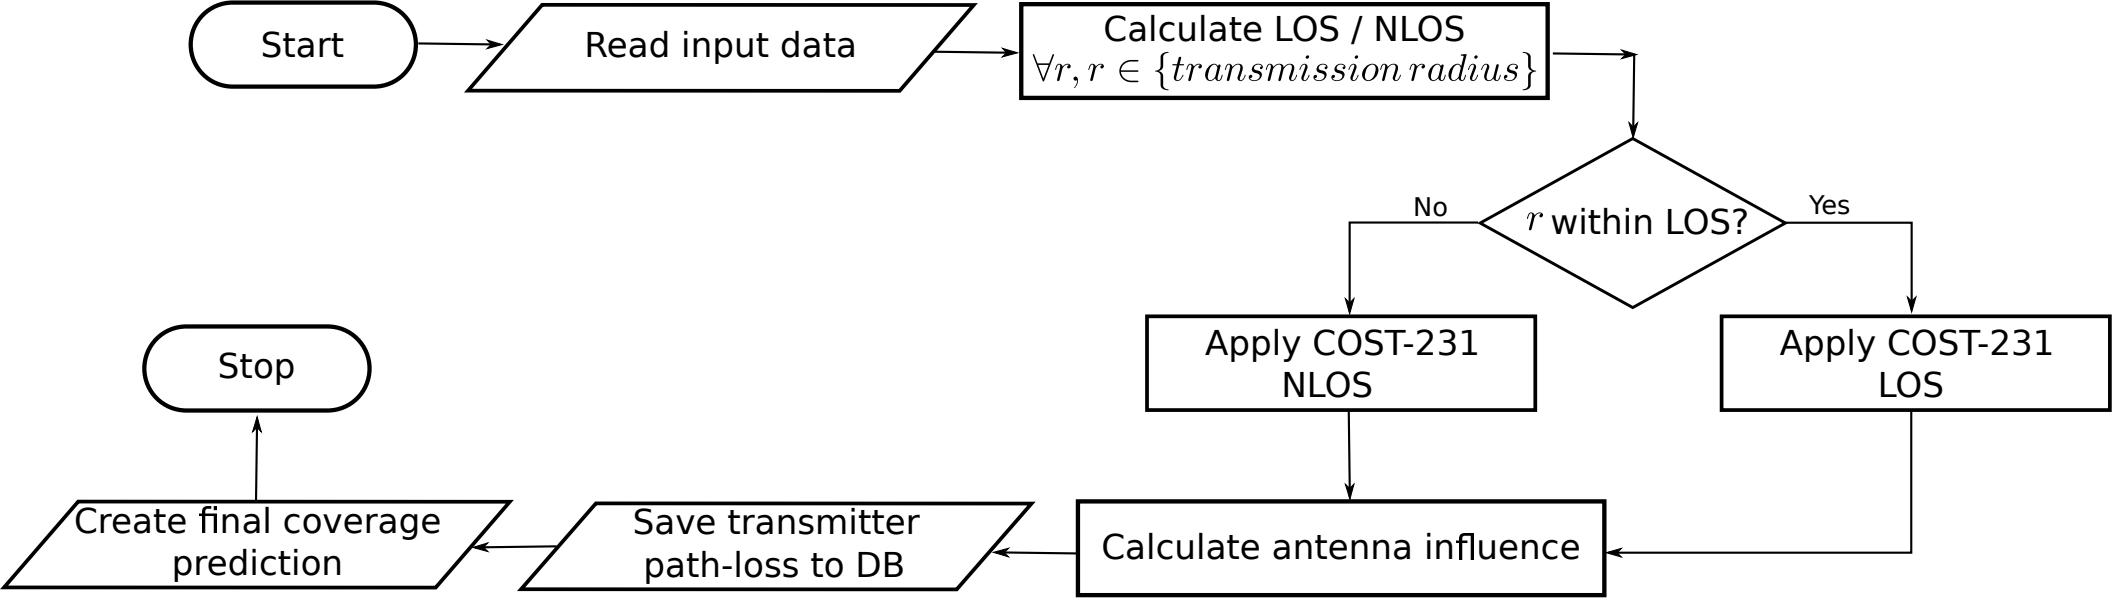 Start
Read input data
Calculate LOS / NLOS
∀r, r ∈ {transmission radius}
r within LOS?
No
Yes
Apply COST-231
NLOS
Apply COST-231
LOS
Calculate antenna influence
Save transmitter
path-loss to DB
Create final coverage
prediction
Stop